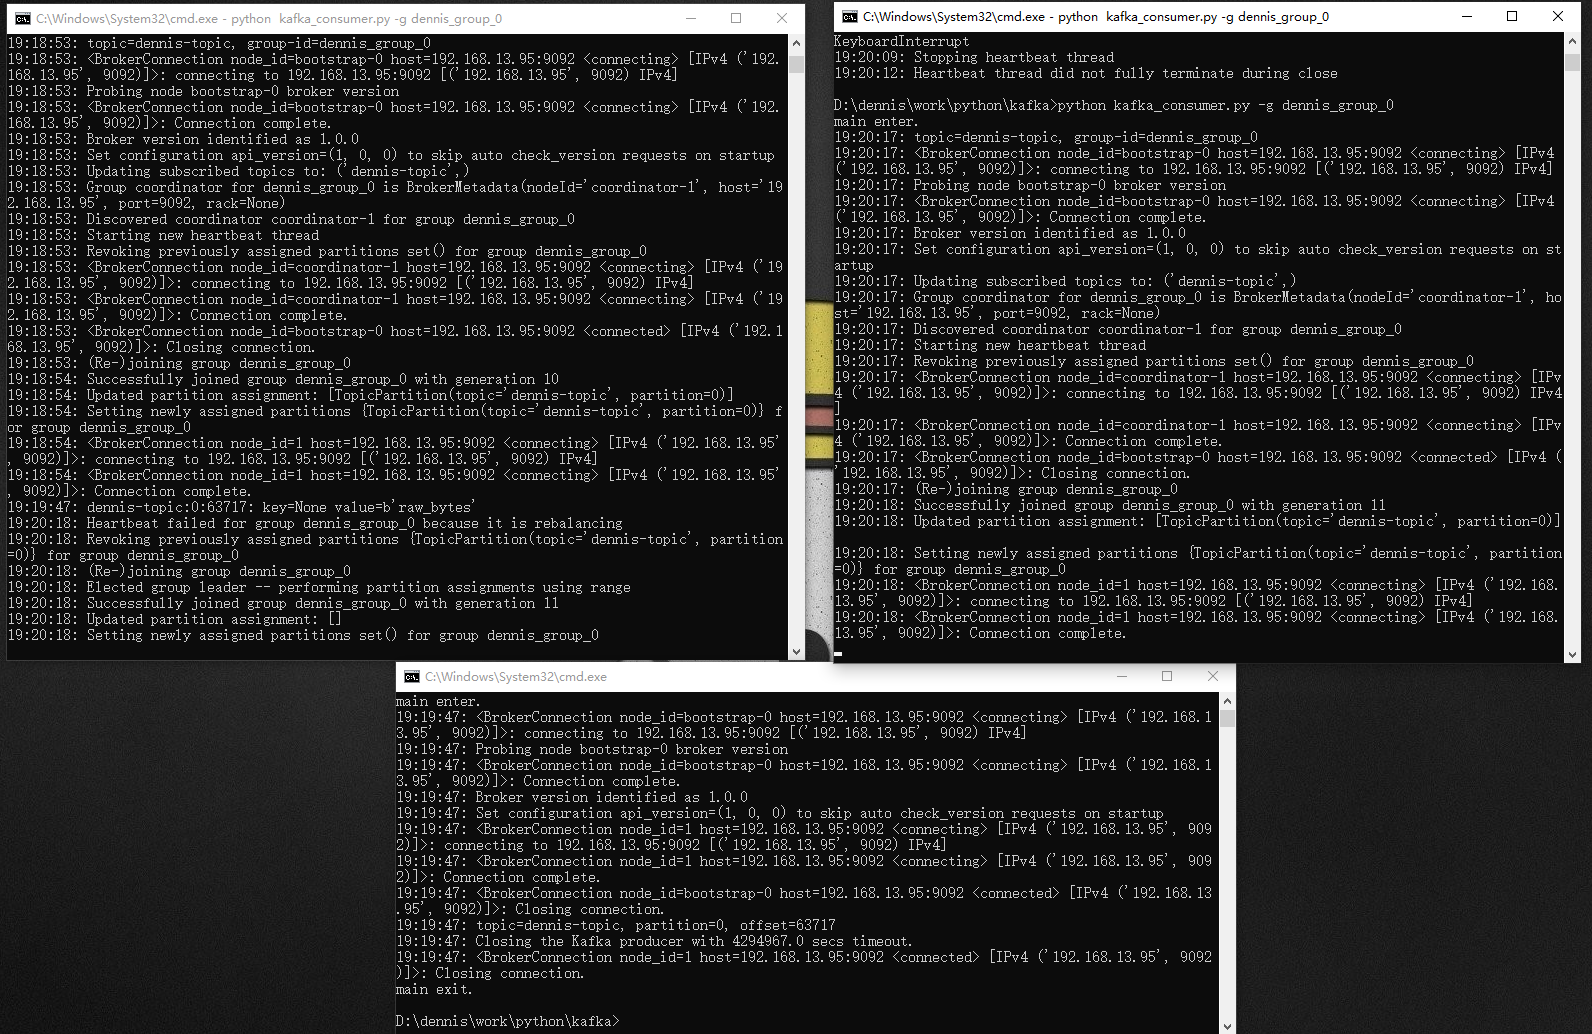 C:\Windows\System32\cmd.exe - python  kafka_consumer.py -g dennis_group_0
19:18:53: topic=dennis-topic, group-id=dennis_group_0
19:18:53: <BrokerConnection node_id=bootstrap-0 host=192.168.13.95:9092 <connecting> [IPv4 ('192.
168.13.95', 9092)]>: connecting to 192.168.13.95:9092 [('192.168.13.95', 9092) IPv4]
19:18:53: Probing node bootstrap-0 broker version
19:18:53: <BrokerConnection node_id=bootstrap-0 host=192.168.13.95:9092 <connecting> [IPv4 ('192.
168.13.95', 9092)]>: Connection complete.
19:18:53: Broker version identified as 1.0.0
19:18:53: Set configuration api_version=(1, 0, 0) to skip auto check_version requests on startup
19:18:53: Updating subscribed topics to: ('dennis-topic',)
19:18:53: Group coordinator for dennis_group_0 is BrokerMetadata(nodeId='coordinator-1', host='19
2.168.13.95', port=9092, rack=None)
19:18:53: Discovered coordinator coordinator-1 for group dennis_group_0
19:18:53: Starting new heartbeat thread
19:18:53: Revoking previously assigned partitions set() for group dennis_group_0
19:18:53: <BrokerConnection node_id=coordinator-1 host=192.168.13.95:9092 <connecting> [IPv4 ('19
2.168.13.95', 9092)]>: connecting to 192.168.13.95:9092 [('192.168.13.95', 9092) IPv4]
19:18:53: <BrokerConnection node_id=coordinator-1 host=192.168.13.95:9092 <connecting> [IPv4 ('19
2.168.13.95', 9092)]>: Connection complete.
19:18:53: <BrokerConnection node_id=bootstrap-0 host=192.168.13.95:9092 <connected> [IPv4 ('192.1
68.13.95', 9092)]>: Closing connection.
19:18:53: (Re-)joining group dennis_group_0
19:18:54: Successfully joined group dennis_group_0 with generation 10
19:18:54: Updated partition assignment: [TopicPartition(topic='dennis-topic', partition=0)]
19:18:54: Setting newly assigned partitions {TopicPartition(topic='dennis-topic', partition=0)} f
or group dennis_group_0
19:18:54: <BrokerConnection node_id=1 host=192.168.13.95:9092 <connecting> [IPv4 ('192.168.13.95'
, 9092)]>: connecting to 192.168.13.95:9092 [('192.168.13.95', 9092) IPv4]
19:18:54: <BrokerConnection node_id=1 host=192.168.13.95:9092 <connecting> [IPv4 ('192.168.13.95'
, 9092)]>: Connection complete.
19:19:47: dennis-topic:0:63717: key=None value=b'raw_bytes'
19:20:18: Heartbeat failed for group dennis_group_0 because it is rebalancing
19:20:18: Revoking previously assigned partitions {TopicPartition(topic='dennis-topic', partition
=0)} for group dennis_group_0
19:20:18: (Re-)joining group dennis_group_0
19:20:18: Elected group leader -- performing partition assignments using range
19:20:18: Successfully joined group dennis_group_0 with generation 11
19:20:18: Updated partition assignment: []
19:20:18: Setting newly assigned partitions set() for group dennis_group_0
C:\Windows\System32\cmd.exe - python  kafka_consumer.py -g dennis_group_0
KeyboardInterrupt
19:20:09: Stopping heartbeat thread
19:20:12: Heartbeat thread did not fully terminate during close
D:\dennis\work\python\kafka>python kafka_consumer.py -g dennis_group_0
main enter.
19:20:17: topic=dennis-topic, group-id=dennis_group_0
19:20:17: <BrokerConnection node_id=bootstrap-0 host=192.168.13.95:9092 <connecting> [IPv4
('192.168.13.95', 9092)]>: connecting to 192.168.13.95:9092 [('192.168.13.95', 9092) IPv4]
19:20:17: Probing node bootstrap-0 broker version
19:20:17: <BrokerConnection node_id=bootstrap-0 host=192.168.13.95:9092 <connecting> [IPv4
('192.168.13.95', 9092)]>: Connection complete.
19:20:17: Broker version identified as 1.0.0
19:20:17: Set configuration api_version=(1, 0, 0) to skip auto check_version requests on st
artup
19:20:17: Updating subscribed topics to: ('dennis-topic',)
19:20:17: Group coordinator for dennis_group_0 is BrokerMetadata(nodeId='coordinator-1', ho
st='192.168.13.95', port=9092, rack=None)
19:20:17: Discovered coordinator coordinator-1 for group dennis_group_0
19:20:17: Starting new heartbeat thread
19:20:17: Revoking previously assigned partitions set() for group dennis_group_0
19:20:17: <BrokerConnection node_id=coordinator-1 host=192.168.13.95:9092 <connecting> [IPv
4 ('192.168.13.95', 9092)]>: connecting to 192.168.13.95:9092 [('192.168.13.95', 9092) IPv4
]
19:20:17: <BrokerConnection node_id=coordinator-1 host=192.168.13.95:9092 <connecting> [IPv
4 ('192.168.13.95', 9092)]>: Connection complete.
19:20:17: <BrokerConnection node_id=bootstrap-0 host=192.168.13.95:9092 <connected> [IPv4 (
'192.168.13.95', 9092)]>: Closing connection.
19:20:17: (Re-)joining group dennis_group_0
19:20:18: Successfully joined group dennis_group_0 with generation 11
19:20:18: Updated partition assignment: [TopicPartition(topic='dennis-topic', partition=0)]
19:20:18: Setting newly assigned partitions {TopicPartition(topic='dennis-topic', partition
=0)} for group dennis_group_0
19:20:18: <BrokerConnection node_id=1 host=192.168.13.95:9092 <connecting> [IPv4 ('192.168.
13.95', 9092)]>: connecting to 192.168.13.95:9092 [('192.168.13.95', 9092) IPv4]
19:20:18: <BrokerConnection node_id=1 host=192.168.13.95:9092 <connecting> [IPv4 ('192.168.
13.95', 9092)]>: Connection complete.
C:\Windows\System32\cmd.exe
main enter.
19:19:47: <BrokerConnection node_id=bootstrap-0 host=192.168.13.95:9092 <connecting> [IPv4 ('192.168.1
3.95', 9092)]>: connecting to 192.168.13.95:9092 [('192.168.13.95', 9092) IPv4]
19:19:47: Probing node bootstrap-0 broker version
19:19:47: <BrokerConnection node_id=bootstrap-0 host=192.168.13.95:9092 <connecting> [IPv4 ('192.168.1
3.95', 9092)]>: Connection complete.
19:19:47: Broker version identified as 1.0.0
19:19:47: Set configuration api_version=(1, 0, 0) to skip auto check_version requests on startup
19:19:47: <BrokerConnection node_id=1 host=192.168.13.95:9092 <connecting> [IPv4 ('192.168.13.95', 909
2)]>: connecting to 192.168.13.95:9092 [('192.168.13.95', 9092) IPv4]
19:19:47: <BrokerConnection node_id=1 host=192.168.13.95:9092 <connecting> [IPv4 ('192.168.13.95', 909
2)]>: Connection complete.
19:19:47: <BrokerConnection node_id=bootstrap-0 host=192.168.13.95:9092 <connected> [IPv4 ('192.168.13
.95', 9092)]>: Closing connection.
19:19:47: topic=dennis-topic, partition=0, offset=63717
19:19:47: Closing the Kafka producer with 4294967.0 secs timeout.
19:19:47: <BrokerConnection node_id=1 host=192.168.13.95:9092 <connected> [IPv4 ('192.168.13.95', 9092
)]>: Closing connection.
main exit.
D:\dennis\work\python\kafka>